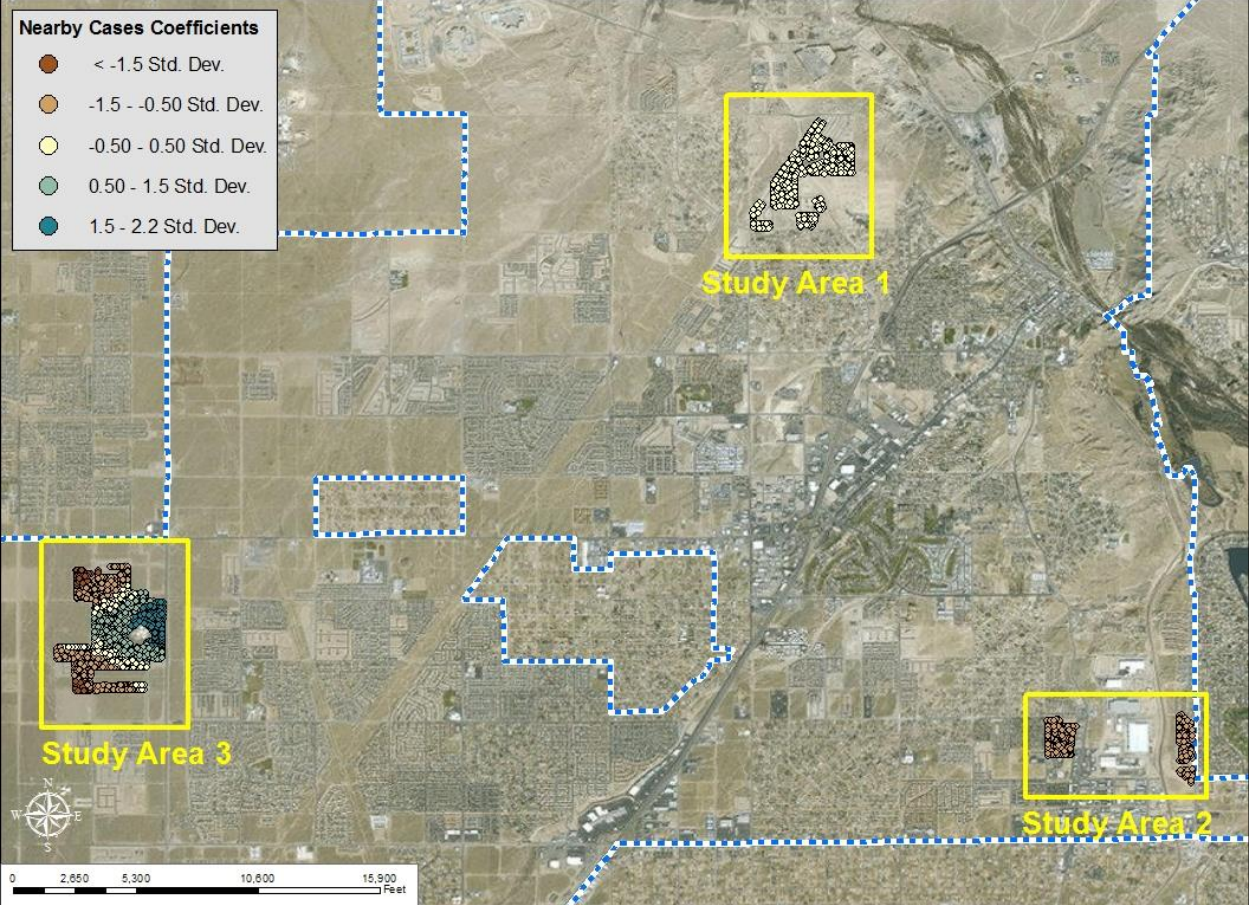 Nearby Cases Coefficients
< -1.5 Std. Dev.
-1.5 - -0.50 Std. Dev.
-0.50 - 0.50 Std. Dev.
0.50 - 1.5 Std. Dev.
1.5 - 2.2 Std. Dev.
Study Area 1
Study Area 3
Study Area 2
N
W E
S
0 2,650 5,300 10,600 15,900
Feet